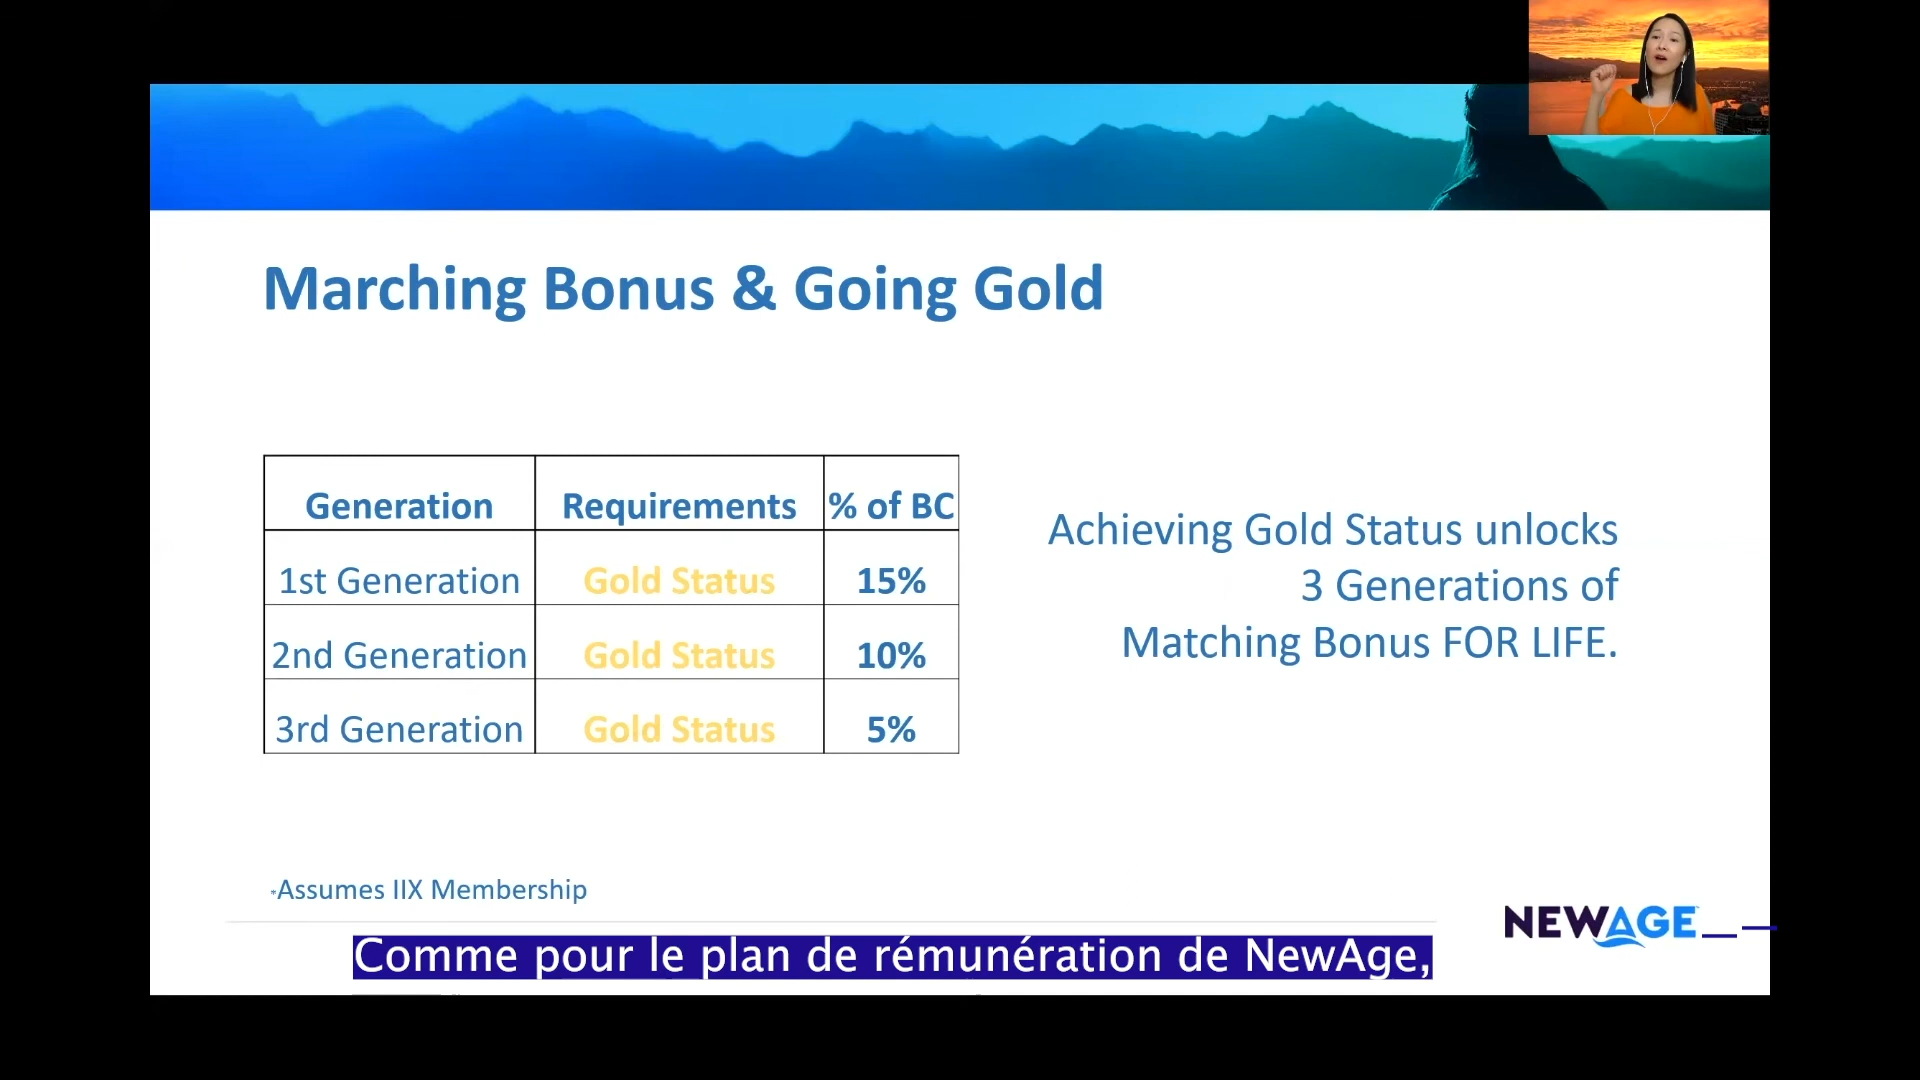 Marching Bonus & Going Gold
Generation Requirements % of BC
1st Generation Gold Status 15%
2nd Generation Gold Status 10%
3rd Generation Gold Status 5%
Achieving Gold Status unlocks
3 Generations of
Matching Bonus FOR LIFE.
*Assumes IIX Membership
NEWAGE
Comme pour le plan de rémunération de NewAge,